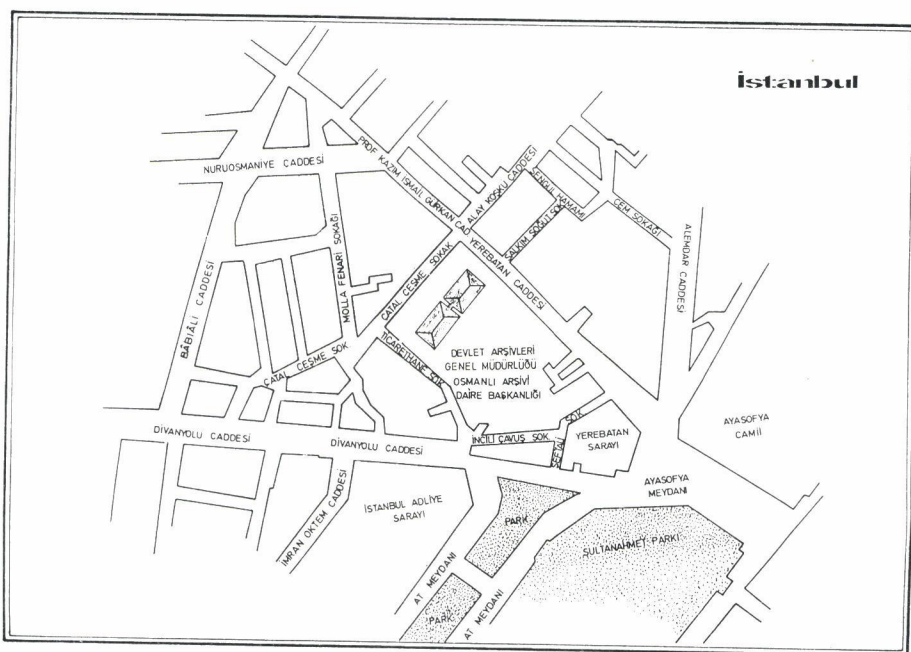 İstanbul
NURUOSMANİYE CADDESİ
PROF KAZIM İSMAİL GÜRKAN CAD
ALAY KÖŞKÜ CADDESİ
ŞENGÜL HAMAMI
SALKIM SÖĞÜT SOK
CEM SOKAĞI
ALEMDAR CADDESİ
YEREBATAN CADDESİ
BÂBIÂLİ CADDESİ
MOLLA FENARİ SOKAĞI
ÇATAL ÇEŞME SOKAK
ÇATAL ÇEŞME SOK
TİCARETHANE SOK
DEVLET ARŞİVLERİ
GENEL MÜDÜRLÜĞÜ
OSMANLI ARŞİVİ
DAİRE BAŞKANLIĞI
DİVANYOLU CADDESİ
DİVANYOLU CADDESİ
İNCİLİ ÇAVUŞ SOK
SOK
YEREBATAN
SARAYI
AYASOFYA
CAMİİ
AYASOFYA
MEYDANI
İMRAN ÖKTEM CADDESİ
İSTANBUL ADLİYE
SARAYI
PARK
SULTANAHMET PARKI
AT MEYDANI
PARK
AT MEYDANI